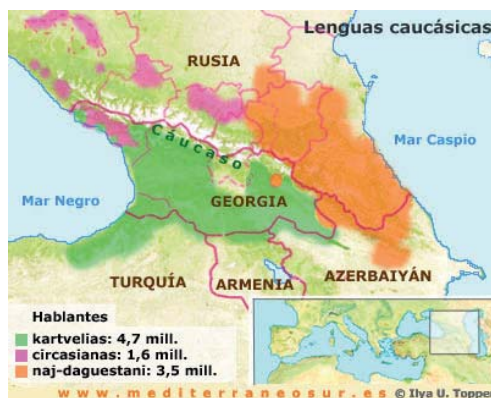 Lenguas caucásicas
RUSIA
Mar Caspio
Cáucaso
Mar Negro
GEORGIA
TURQUÍA
ARMENIA
AZERBAIYÁN
Hablantes
kartvelias: 4,7 mill.
circasianas: 1,6 mill.
naj-daguestani: 3,5 mill.
www.mediterraneosur.es © Ilya U. Topper